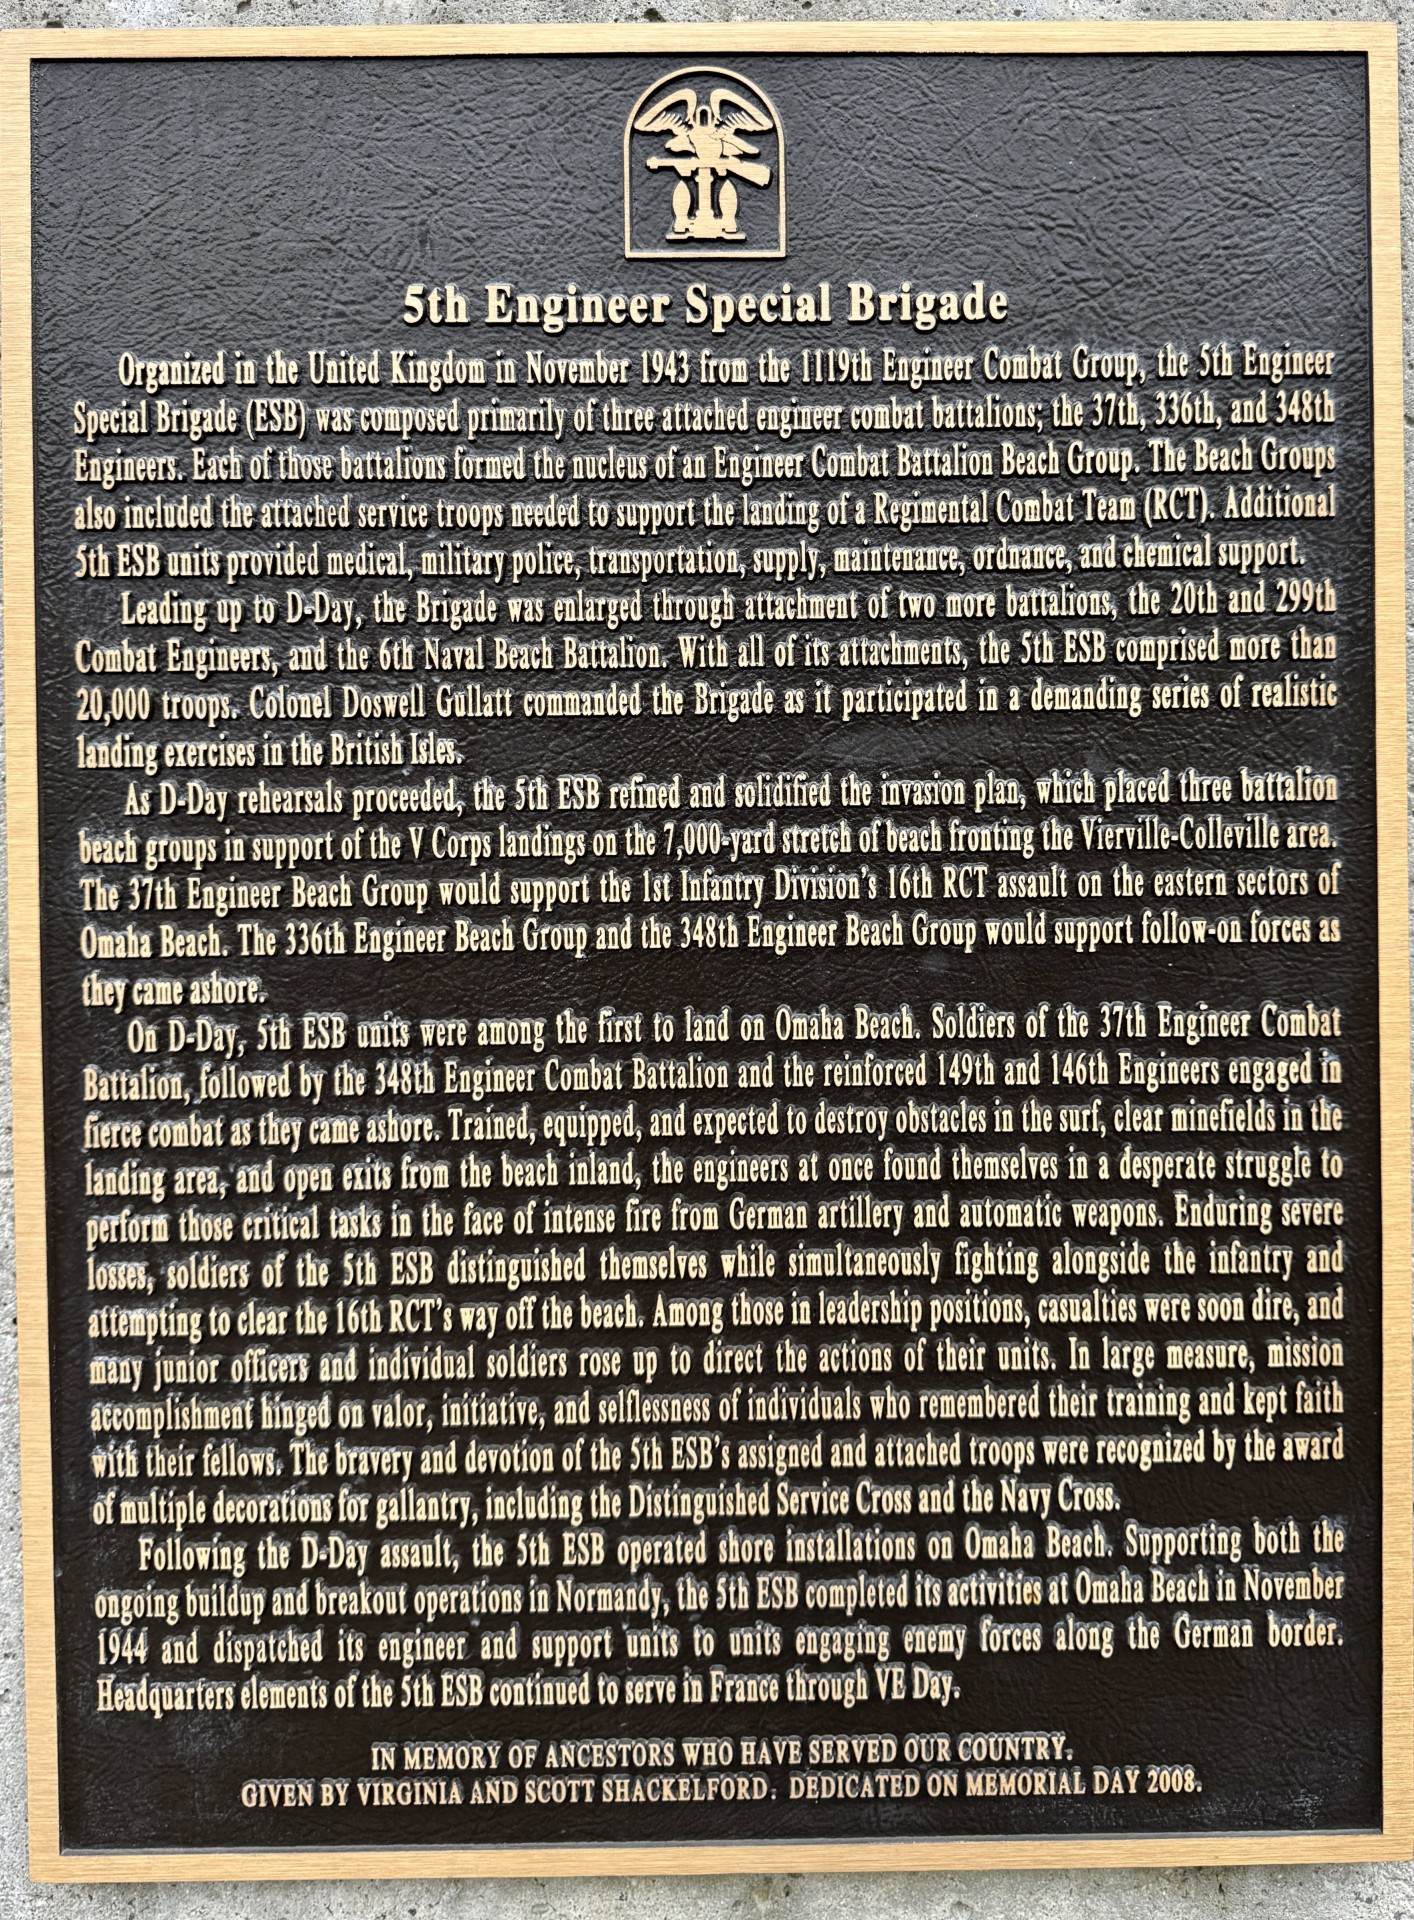 5th Engineer Special Brigade
Organized in the United Kingdom in November 1943 from the 1119th Engineer Combat Group, the 5th Engineer
Special Brigade (ESB) was composed primarily of three attached engineer combat battalions; the 37th, 336th, and 348th
Engineers. Each of those battalions formed the nucleus of an Engineer Combat Battalion Beach Group. The Beach Groups
also included the attached service troops needed to support the landing of a Regimental Combat Team (RCT). Additional
5th ESB units provided medical, military police, transportation, supply, maintenance, ordnance, and chemical support.
Leading up to D-Day, the Brigade was enlarged through attachment of two more battalions, the 20th and 299th
Combat Engineers, and the 6th Naval Beach Battalion. With all of its attachments, the 5th ESB comprised more than
20,000 troops. Colonel Doswell Gullatt commanded the Brigade as it participated in a demanding series of realistic
landing exercises in the British Isles.
As D-Day rehearsals proceeded, the 5th ESB refined and solidified the invasion plan, which placed three battalion
beach groups in support of the V Corps landings on the 7,000-yard stretch of beach fronting the Vierville-Colleville area.
The 37th Engineer Beach Group would support the 1st Infantry Division's 16th RCT assault on the eastern sectors of
Omaha Beach. The 336th Engineer Beach Group and the 348th Engineer Beach Group would support follow-on forces as
they came ashore.
On D-Day, 5th ESB units were among the first to land on Omaha Beach. Soldiers of the 37th Engineer Combat
Battalion, followed by the 348th Engineer Combat Battalion and the reinforced 149th and 146th Engineers engaged in
fierce combat as they came ashore. Trained, equipped, and expected to destroy obstacles in the surf, clear minefields in the
landing area, and open exits from the beach inland, the engineers at once found themselves in a desperate struggle to
perform those critical tasks in the face of intense fire from German artillery and automatic weapons. Enduring severe
losses, soldiers of the 5th ESB distinguished themselves while simultaneously fighting alongside the infantry and
attempting to clear the 16th RCT's way off the beach. Among those in leadership positions, casualties were soon dire, and
many junior officers and individual soldiers rose up to direct the actions of their units. In large measure, mission
accomplishment hinged on valor, initiative, and selflessness of individuals who remembered their training and kept faith
with their fellows. The bravery and devotion of the 5th ESB's assigned and attached troops were recognized by the award
of multiple decorations for gallantry, including the Distinguished Service Cross and the Navy Cross.
Following the D-Day assault, the 5th ESB operated shore installations on Omaha Beach. Supporting both the
ongoing buildup and breakout operations in Normandy, the 5th ESB completed its activities at Omaha Beach in November
1944 and dispatched its engineer and support units to units engaging enemy forces along the German border.
Headquarters elements of the 5th ESB continued to serve in France through VE Day.
IN MEMORY OF ANCESTORS WHO HAVE SERVED OUR COUNTRY.
GIVEN BY VIRGINIA AND SCOTT SHACKELFORD. DEDICATED ON MEMORIAL DAY 2008.